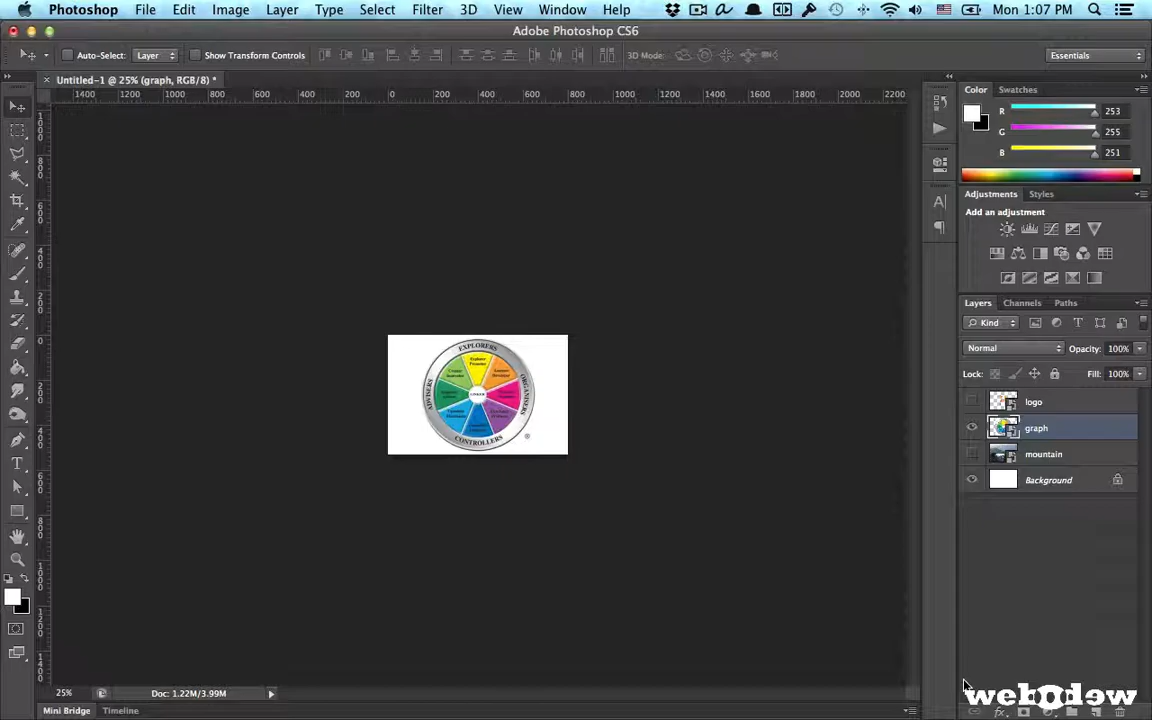 Photoshop File Edit Image Layer Type Select Filter 3D View Window Help Mon 1:07 PM
Adobe Photoshop CS6
Auto-Select: Layer Show Transform Controls 3D Mode: Essentials
Untitled-1 @ 25% (graph, RGB/8) *
1400 1200 1000 800 600 400 200 0 200 400 600 800 1000 1200 1400 1600 1800 2000 2200
Color Swatches
R 253
G 255
B 251
Adjustments Styles
Add an adjustment
Layers Channels Paths
Kind
Normal Opacity: 100%
Lock: Fill: 100%
logo
graph
mountain
Background
EXPLORERS
ORGANISERS
CONTROLLERS
ADVISERS
LINKER
25% Doc: 1.22M/3.99M
Mini Bridge Timeline
webdew